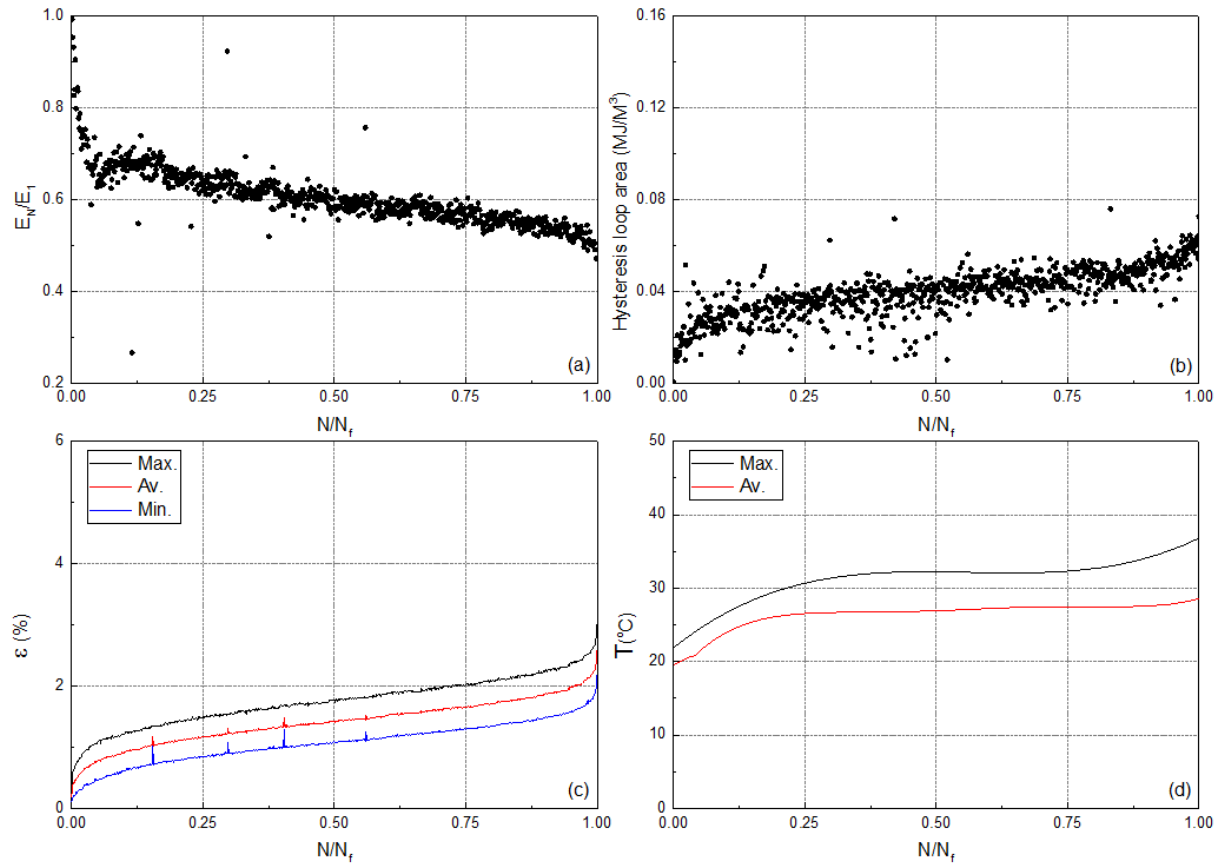 1.0
0.8
0.6
0.4
0.2
E_N/E_1
0.00 0.25 0.50 0.75 1.00
N/N_f
(a)
0.16
0.12
0.08
0.04
0.00
Hysteresis loop area (MJ/M³)
0.00 0.25 0.50 0.75 1.00
N/N_f
(b)
6
4
2
0
ε (%)
Max.
Av.
Min.
0.00 0.25 0.50 0.75 1.00
N/N_f
(c)
50
40
30
20
10
0
T(°C)
Max.
Av.
0.00 0.25 0.50 0.75 1.00
N/N_f
(d)